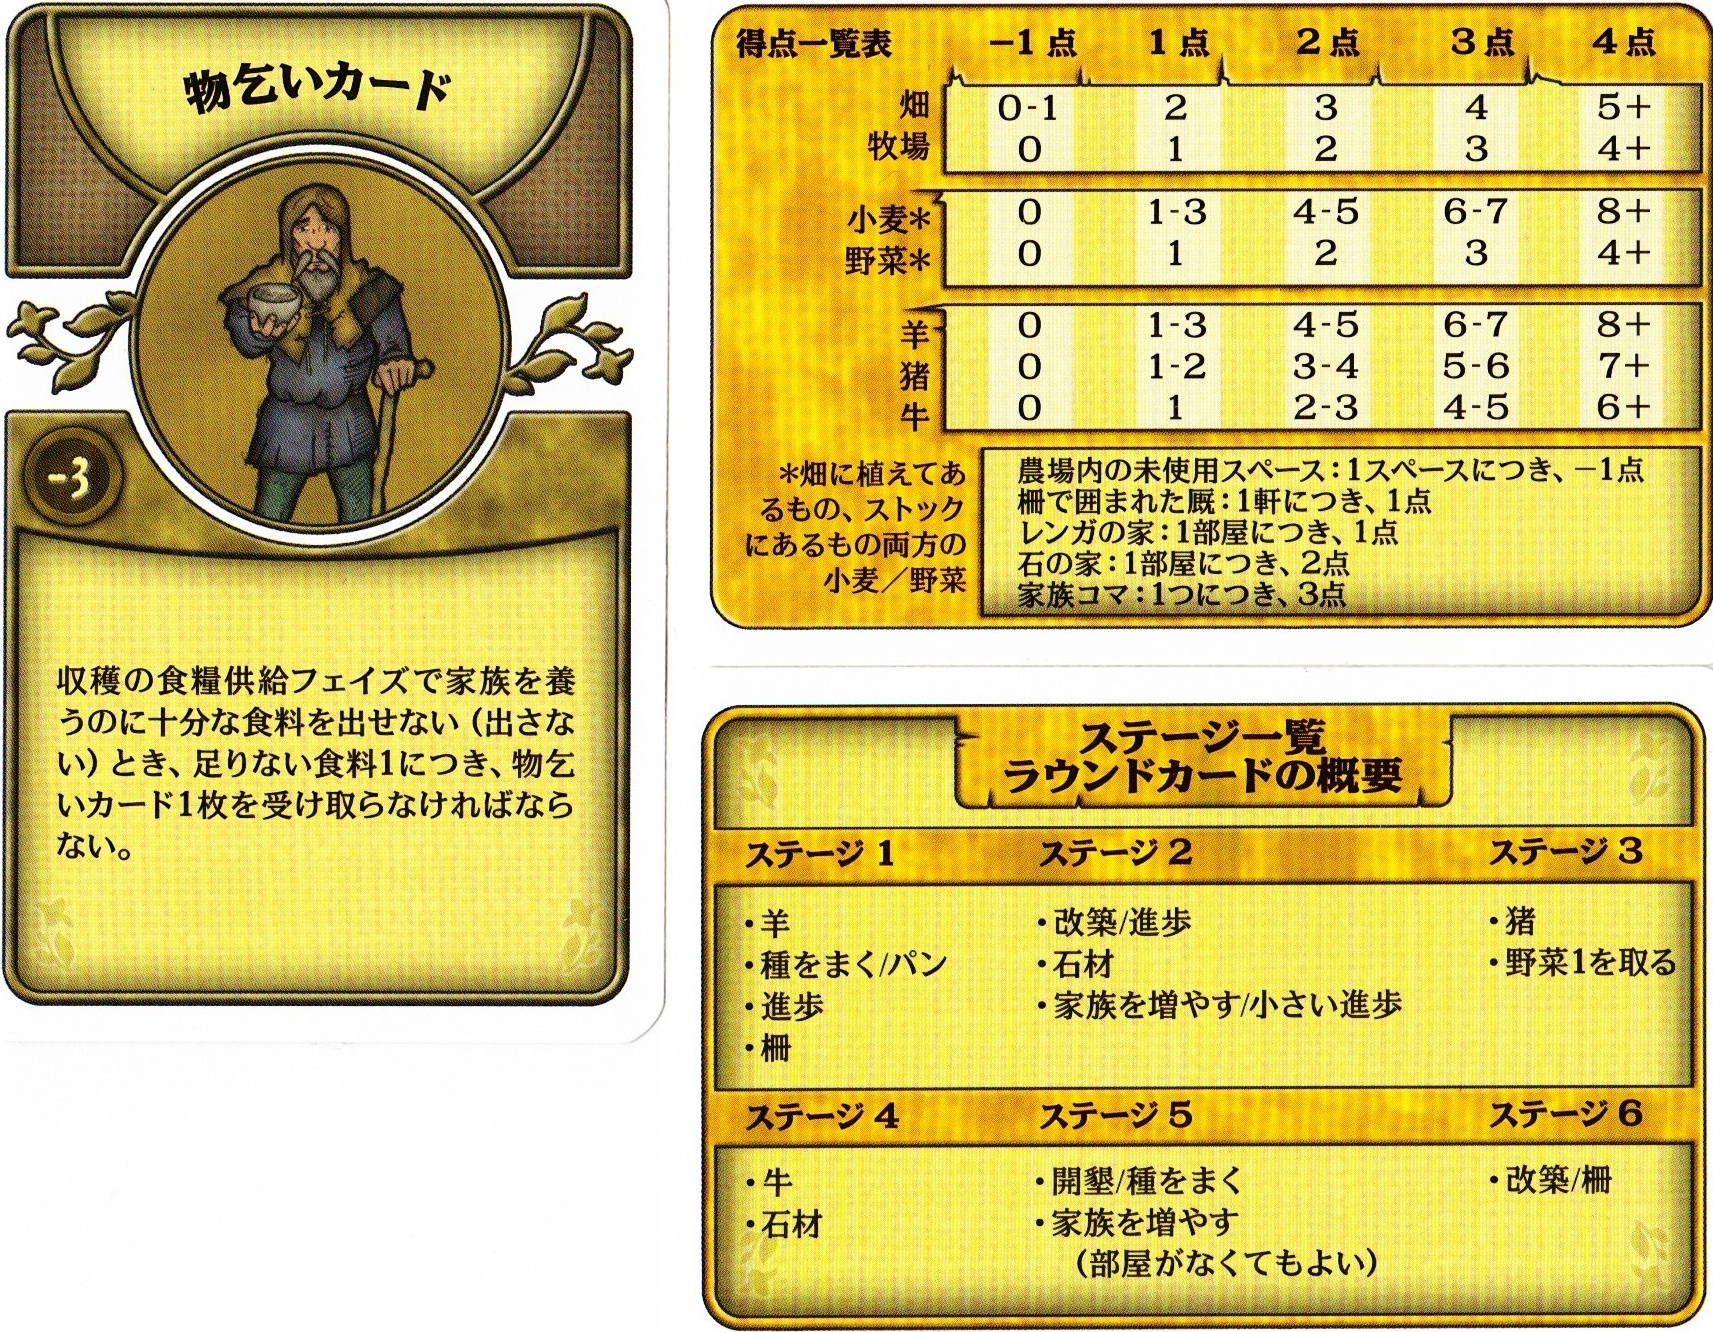 物乞いカード
-3
収穫の食糧供給フェイズで家族を養
うのに十分な食料を出せない（出さな
い）とき、足りない食料1につき、物乞
いカード1枚を受け取らなければなら
ない。
得点一覧表 −1点 1点 2点 3点 4点
畑 0-1 2 3 4 5+
牧場 0 1 2 3 4+
小麦＊ 0 1-3 4-5 6-7 8+
野菜＊ 0 1 2 3 4+
羊 0 1-3 4-5 6-7 8+
猪 0 1-2 3-4 5-6 7+
牛 0 1 2-3 4-5 6+
＊畑に植えてあ
るもの、ストック
にあるもの両方の
小麦／野菜
農場内の未使用スペース：1スペースにつき、−1点
柵で囲まれた厩：1軒につき、1点
レンガの家：1部屋につき、1点
石の家：1部屋につき、2点
家族コマ：1つにつき、3点
ステージ一覧
ラウンドカードの概要
ステージ 1
・羊
・種をまく/パン
・進歩
・柵
ステージ 2
・改築/進歩
・石材
・家族を増やす/小さい進歩
ステージ 3
・猪
・野菜1を取る
ステージ 4
・牛
・石材
ステージ 5
・開墾/種をまく
・家族を増やす
（部屋がなくてもよい）
ステージ 6
・改築/柵